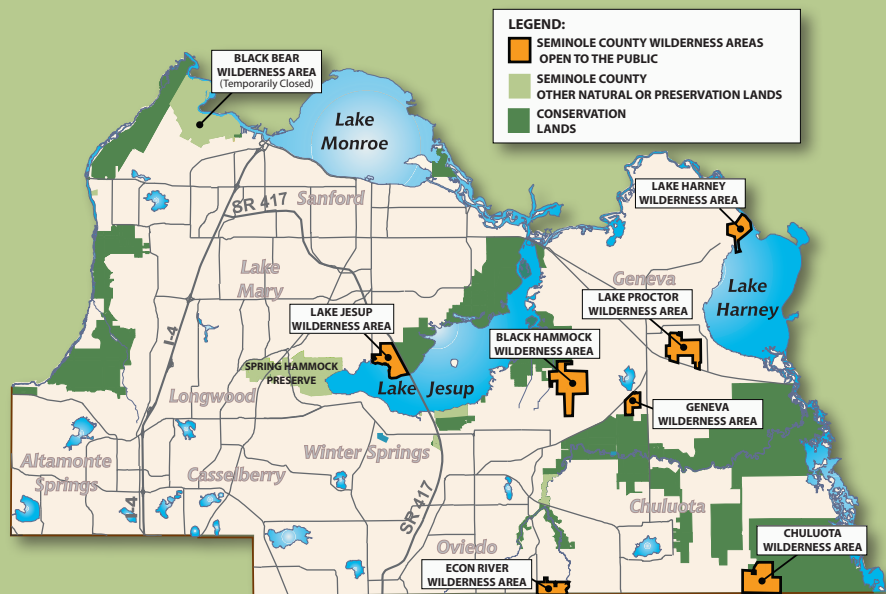 LEGEND:
SEMINOLE COUNTY WILDERNESS AREAS
OPEN TO THE PUBLIC
SEMINOLE COUNTY
OTHER NATURAL OR PRESERVATION LANDS
CONSERVATION
LANDS
BLACK BEAR
WILDERNESS AREA
(Temporarily Closed)
Lake
Monroe
LAKE HARNEY
WILDERNESS AREA
SR 417
Sanford
Lake
Mary
Geneva
Lake
Harney
LAKE PROCTOR
WILDERNESS AREA
LAKE JESUP
WILDERNESS AREA
I-4
BLACK HAMMOCK
WILDERNESS AREA
SPRING HAMMOCK
PRESERVE
Lake Jesup
Longwood
GENEVA
WILDERNESS AREA
Altamonte
Springs
Winter Springs
Casselberry
I-4
SR 417
Chuluota
CHULUOTA
WILDERNESS AREA
Oviedo
ECON RIVER
WILDERNESS AREA